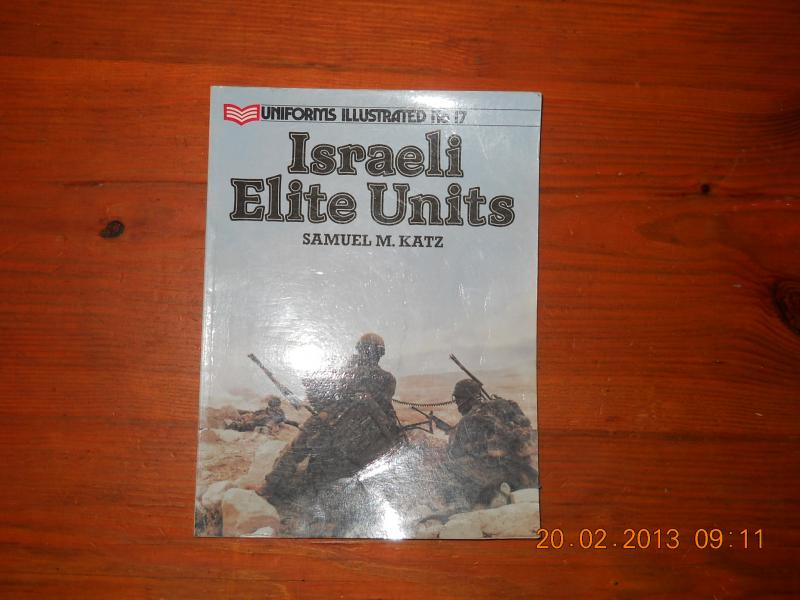 UNIFORMS ILLUSTRATED No 17
Israeli
Elite Units
SAMUEL M. KATZ
20.02.2013 09:11